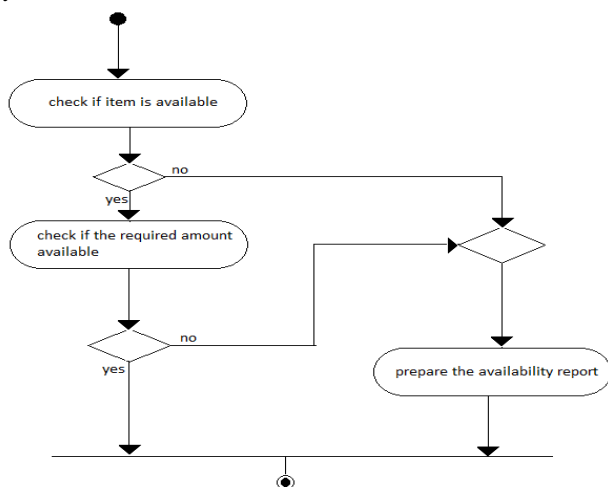 check if item is available
no
yes
check if the required amount
available
no
yes
prepare the availability report